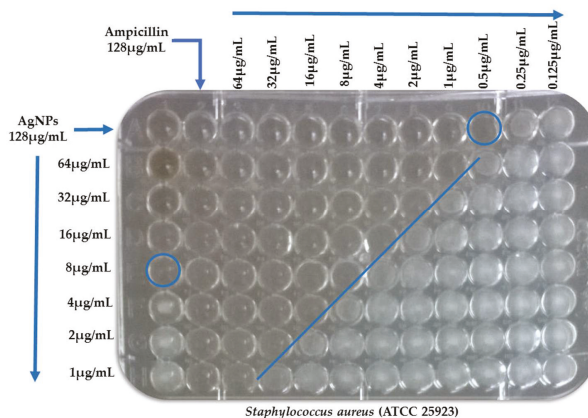 Ampicillin
128µg/mL
64µg/mL
32µg/mL
16µg/mL
8µg/mL
4µg/mL
2µg/mL
1µg/mL
0.5µg/mL
0.25µg/mL
0.125µg/mL
AgNPs
128µg/mL
64µg/mL
32µg/mL
16µg/mL
8µg/mL
4µg/mL
2µg/mL
1µg/mL
Staphylococcus aureus (ATCC 25923)